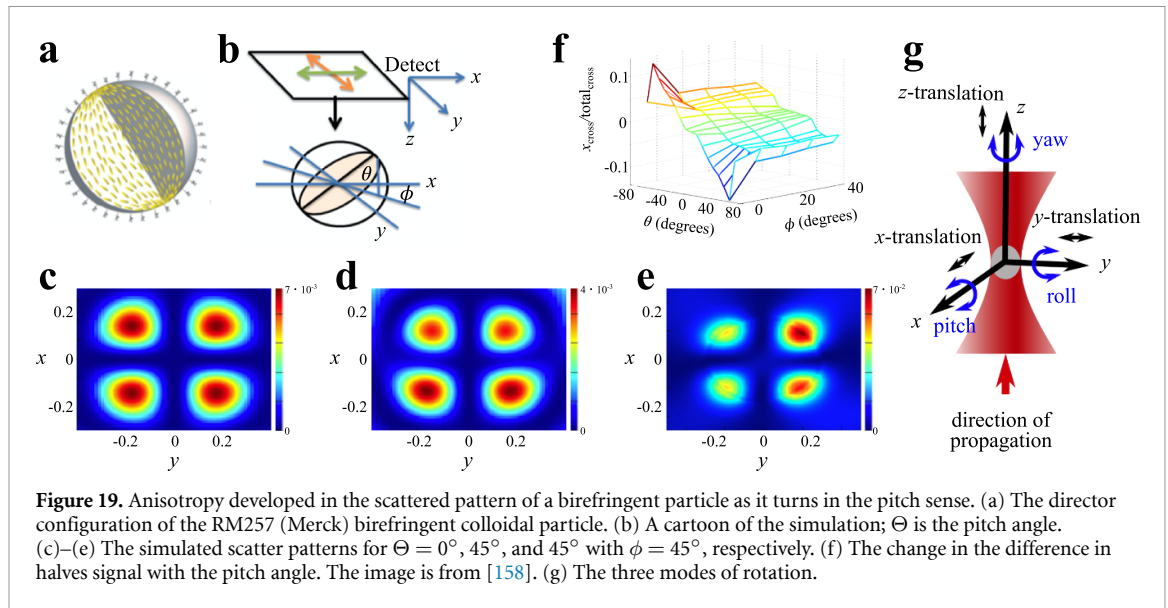 a
b
Detect
x
y
z
θ
x
ϕ
y
f
0.1
0
-0.1
x_cross/total_cross
-80
-40
0
40
80
θ (degrees)
0
20
40
ϕ (degrees)
g
z-translation
z
yaw
y-translation
x-translation
y
roll
x
pitch
direction of
propagation
c
7 · 10⁻³
0.2
x
0
-0.2
0
-0.2
0
0.2
y
d
4 · 10⁻³
0.2
x
0
-0.2
0
-0.2
0
0.2
y
e
7 · 10⁻²
0.2
x
0
-0.2
0
-0.2
0
0.2
y
Figure 19. Anisotropy developed in the scattered pattern of a birefringent particle as it turns in the pitch sense. (a) The director
configuration of the RM257 (Merck) birefringent colloidal particle. (b) A cartoon of the simulation; Θ is the pitch angle.
(c)–(e) The simulated scatter patterns for Θ = 0°, 45°, and 45° with ϕ = 45°, respectively. (f) The change in the difference in
halves signal with the pitch angle. The image is from [158]. (g) The three modes of rotation.